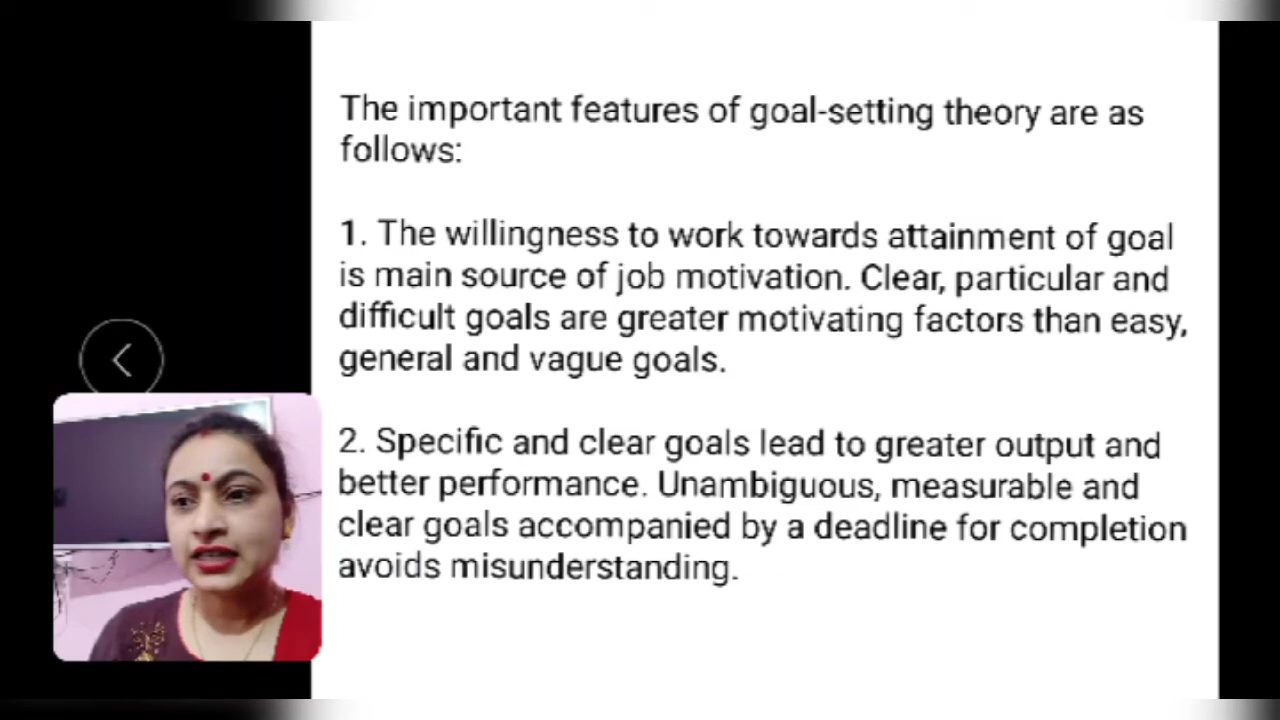 The important features of goal-setting theory are as
follows:
1. The willingness to work towards attainment of goal
is main source of job motivation. Clear, particular and
difficult goals are greater motivating factors than easy,
general and vague goals.
2. Specific and clear goals lead to greater output and
better performance. Unambiguous, measurable and
clear goals accompanied by a deadline for completion
avoids misunderstanding.